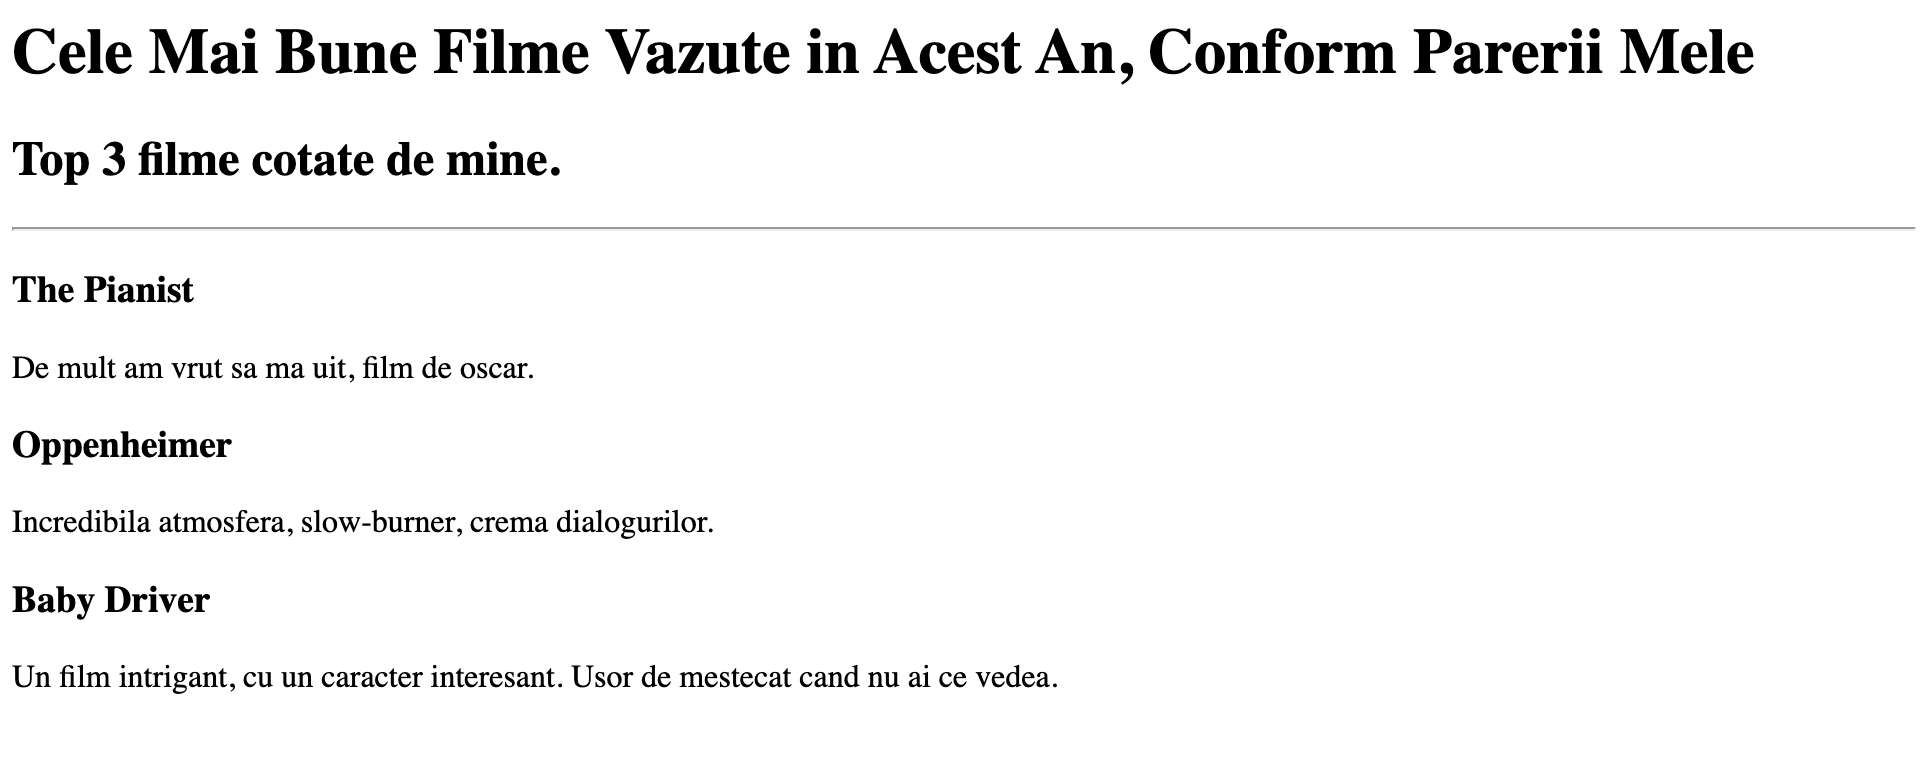 Cele Mai Bune Filme Vazute in Acest An, Conform Parerii Mele
Top 3 filme cotate de mine.
The Pianist
De mult am vrut sa ma uit, film de oscar.
Oppenheimer
Incredibila atmosfera, slow-burner, crema dialogurilor.
Baby Driver
Un film intrigant, cu un caracter interesant. Usor de mestecat cand nu ai ce vedea.